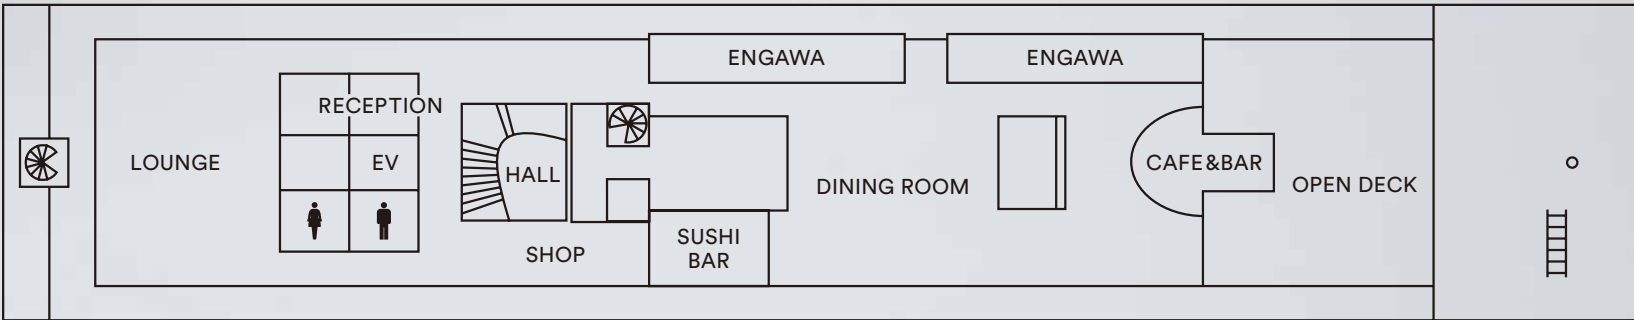 ENGAWA
ENGAWA
RECEPTION
LOUNGE
EV
HALL
DINING ROOM
CAFE&BAR
OPEN DECK
SHOP
SUSHI
BAR